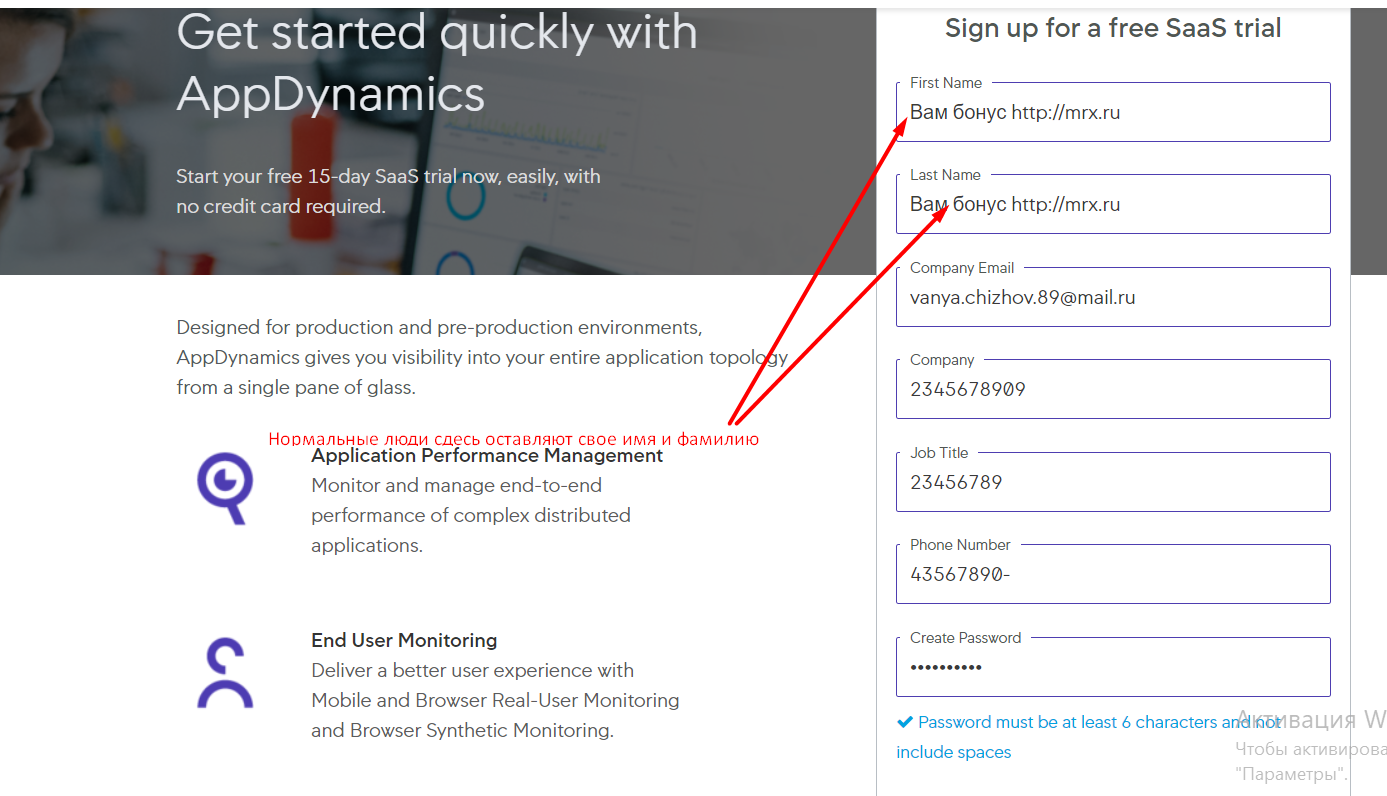 Get started quickly with
AppDynamics
Start your free 15-day SaaS trial now, easily, with
no credit card required.
Designed for production and pre-production environments,
AppDynamics gives you visibility into your entire application topology
from a single pane of glass.
Нормальные люди сдесь оставляют свое имя и фамилию
Application Performance Management
Monitor and manage end-to-end
performance of complex distributed
applications.
End User Monitoring
Deliver a better user experience with
Mobile and Browser Real-User Monitoring
and Browser Synthetic Monitoring.
Sign up for a free SaaS trial
First Name
Вам бонус http://mrx.ru
Last Name
Вам бонус http://mrx.ru
Company Email
vanya.chizhov.89@mail.ru
Company
2345678909
Job Title
23456789
Phone Number
43567890-
Create Password
••••••••••
Password must be at least 6 characters and not
include spaces
Активация W
Чтобы активирова
"Параметры".